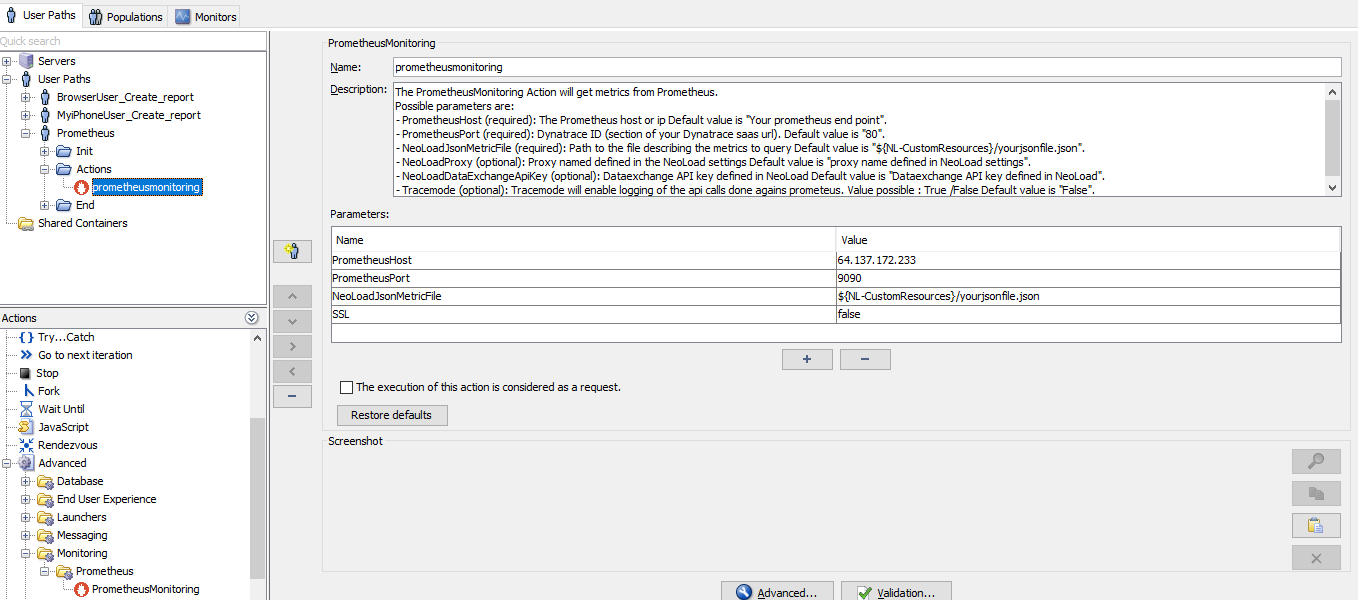 User Paths
Populations
Monitors
Quick search
Servers
User Paths
BrowserUser_Create_report
MyiPhoneUser_Create_report
Prometheus
Init
Actions
prometheusmonitoring
End
Shared Containers
Actions
Try...Catch
Go to next iteration
Stop
Fork
Wait Until
JavaScript
Rendezvous
Advanced
Database
End User Experience
Launchers
Messaging
Monitoring
Prometheus
PrometheusMonitoring
PrometheusMonitoring
Name:
prometheusmonitoring
Description:
The PrometheusMonitoring Action will get metrics from Prometheus.
Possible parameters are:
- PrometheusHost (required): The Prometheus host or ip Default value is "Your prometheus end point".
- PrometheusPort (required): Dynatrace ID (section of your Dynatrace saas url). Default value is "80".
- NeoLoadJsonMetricFile (required): Path to the file describing the metrics to query Default value is "${NL-CustomResources}/yourjsonfile.json".
- NeoLoadProxy (optional): Proxy named defined in the NeoLoad settings Default value is "proxy name defined in NeoLoad settings".
- NeoLoadDataExchangeApiKey (optional): Dataexchange API key defined in NeoLoad Default value is "Dataexchange API key defined in NeoLoad".
- Tracemode (optional): Tracemode will enable logging of the api calls done agains prometeus. Value possible : True /False Default value is "False".
Parameters:
Name Value
PrometheusHost 64.137.172.233
PrometheusPort 9090
NeoLoadJsonMetricFile ${NL-CustomResources}/yourjsonfile.json
SSL false
The execution of this action is considered as a request.
Restore defaults
Screenshot
Advanced...
Validation...